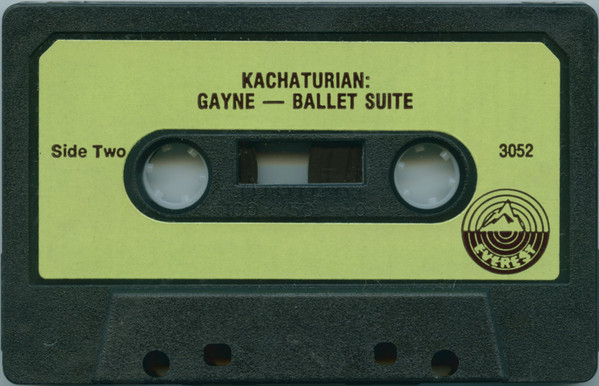 KACHATURIAN:
GAYNE — BALLET SUITE
Side Two
3052
EVEREST